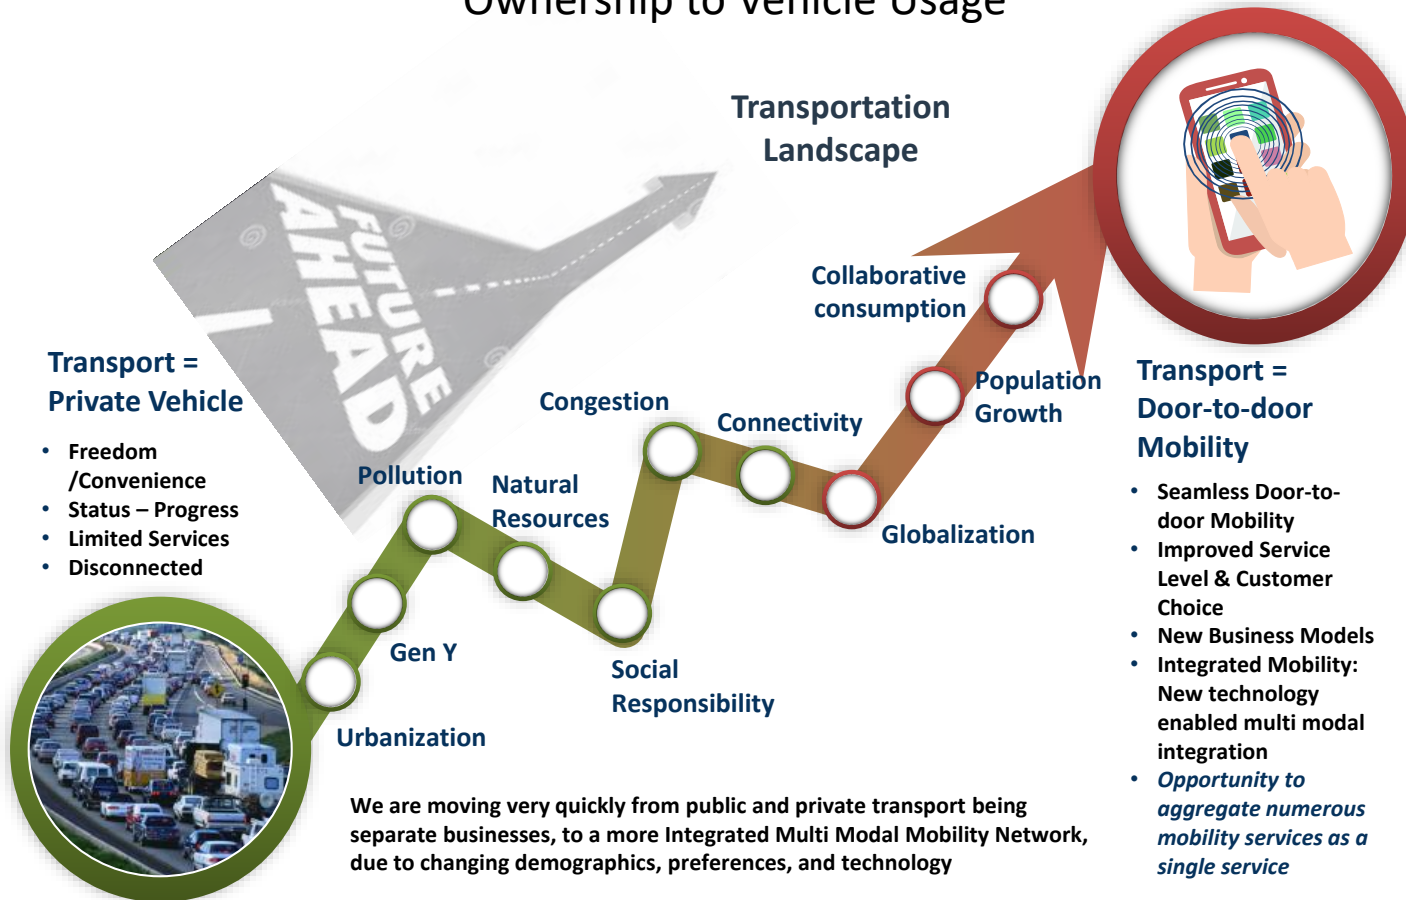 Ownership to Vehicle Usage
Transportation
Landscape
FUTURE
AHEAD
Transport =
Private Vehicle
• Freedom
/Convenience
• Status – Progress
• Limited Services
• Disconnected
Urbanization
Gen Y
Pollution
Natural
Resources
Social
Responsibility
Congestion
Connectivity
Globalization
Population
Growth
Collaborative
consumption
Transport =
Door-to-door
Mobility
• Seamless Door-to-
door Mobility
• Improved Service
Level & Customer
Choice
• New Business Models
• Integrated Mobility:
New technology
enabled multi modal
integration
• Opportunity to
aggregate numerous
mobility services as a
single service
We are moving very quickly from public and private transport being
separate businesses, to a more Integrated Multi Modal Mobility Network,
due to changing demographics, preferences, and technology